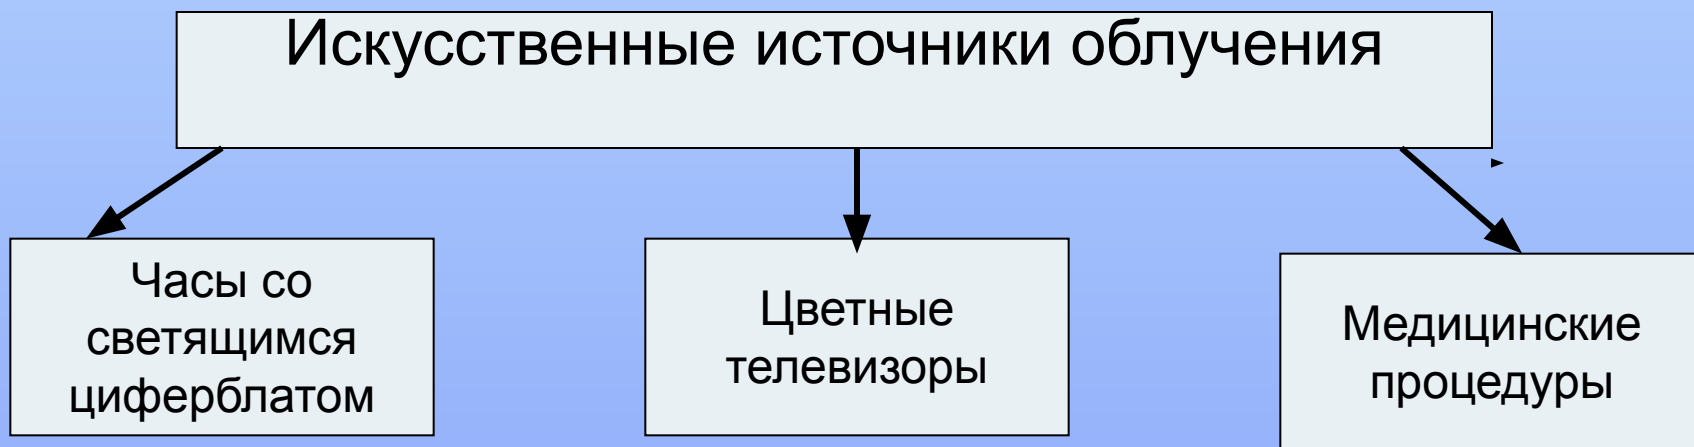 Искусственные источники облучения
Часы со
светящимся
циферблатом
Цветные
телевизоры
Медицинские
процедуры